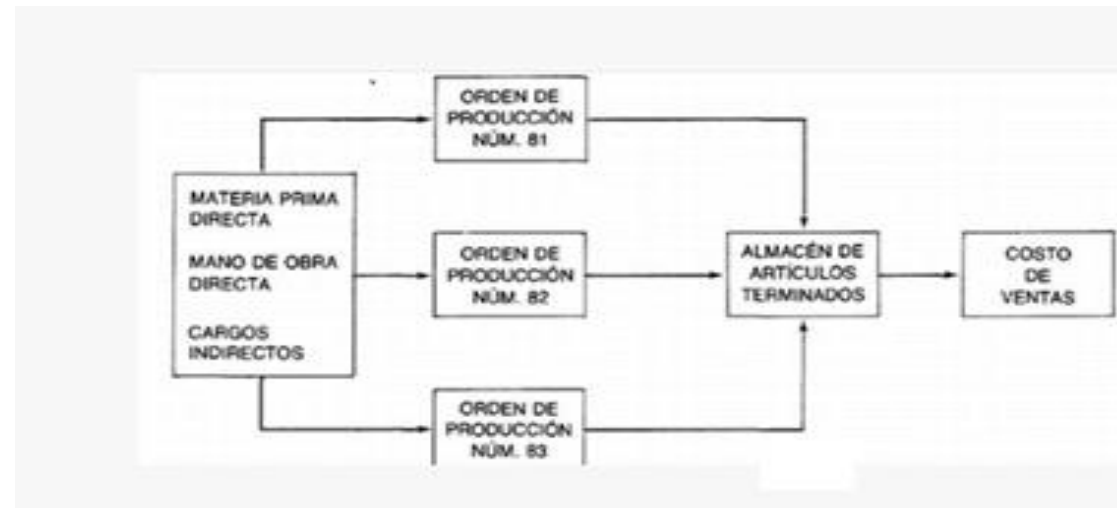 ORDEN DE
PRODUCCIÓN
NÚM. 81
MATERIA PRIMA
DIRECTA
MANO DE OBRA
DIRECTA
CARGOS
INDIRECTOS
ORDEN DE
PRODUCCIÓN
NÚM. 82
ALMACÉN DE
ARTÍCULOS
TERMINADOS
COSTO
DE
VENTAS
ORDEN DE
PRODUCCIÓN
NÚM. 83